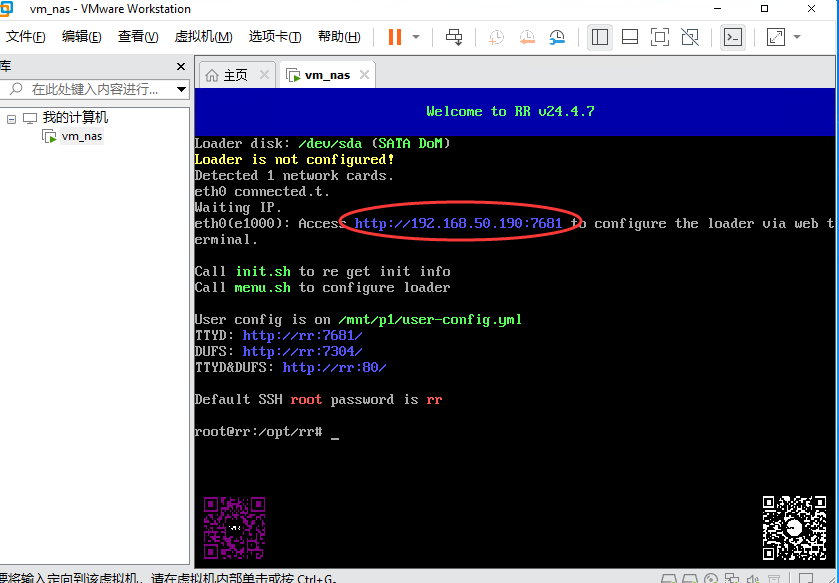 vm_nas - VMware Workstation
文件(F) 编辑(E) 查看(V) 虚拟机(M) 选项卡(T) 帮助(H)
库
在此处键入内容进行...
我的计算机
vm_nas
主页
vm_nas
Welcome to RR v24.4.7
Loader disk: /dev/sda (SATA DoM)
Loader is not configured!
Detected 1 network cards.
eth0 connected.t.
Waiting IP.
eth0(e1000): Access http://192.168.50.190:7681 to configure the loader via web t
erminal.
Call init.sh to re get init info
Call menu.sh to configure loader
User config is on /mnt/p1/user-config.yml
TTYD: http://rr:7681/
DUFS: http://rr:7304/
TTYD&DUFS: http://rr:80/
Default SSH root password is rr
root@rr:/opt/rr# _
要将输入定向到该虚拟机，请在虚拟机内部单击或按 Ctrl+G。